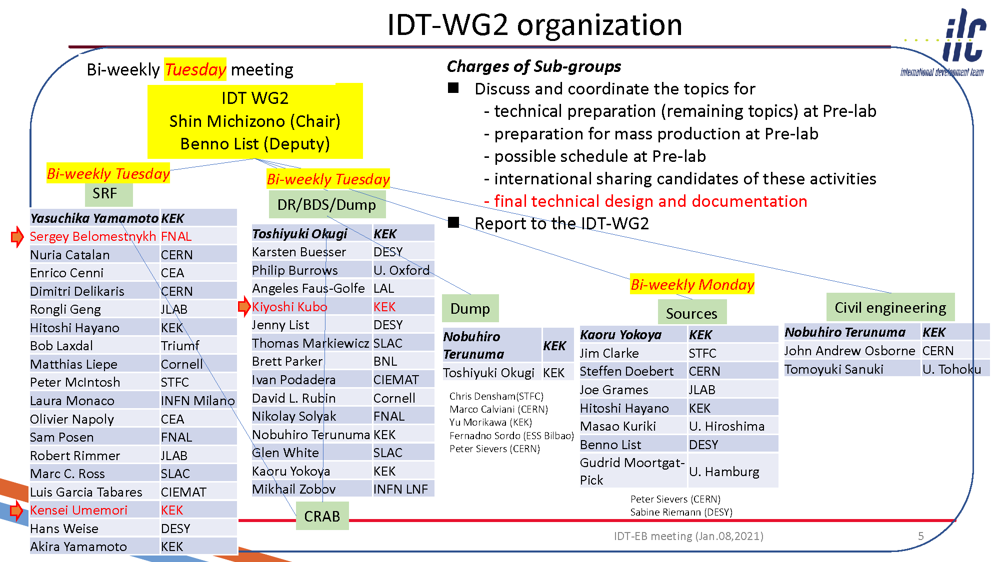 IDT-WG2 organization
ilc
international development team
Bi-weekly Tuesday meeting
IDT WG2
Shin Michizono (Chair)
Benno List (Deputy)
Charges of Sub-groups
Discuss and coordinate the topics for
- technical preparation (remaining topics) at Pre-lab
- preparation for mass production at Pre-lab
- possible schedule at Pre-lab
- international sharing candidates of these activities
- final technical design and documentation
Report to the IDT-WG2
Bi-weekly Tuesday
SRF
Yasuchika Yamamoto KEK
Sergey Belomestnykh FNAL
Nuria Catalan CERN
Enrico Cenni CEA
Dimitri Delikaris CERN
Rongli Geng JLAB
Hitoshi Hayano KEK
Bob Laxdal Triumf
Matthias Liepe Cornell
Peter McIntosh STFC
Laura Monaco INFN Milano
Olivier Napoly CEA
Sam Posen FNAL
Robert Rimmer JLAB
Marc C. Ross SLAC
Luis Garcia Tabares CIEMAT
Kensei Umemori KEK
Hans Weise DESY
Akira Yamamoto KEK
Bi-weekly Tuesday
DR/BDS/Dump
Toshiyuki Okugi KEK
Karsten Buesser DESY
Philip Burrows U. Oxford
Angeles Faus-Golfe LAL
Kiyoshi Kubo KEK
Jenny List DESY
Thomas Markiewicz SLAC
Brett Parker BNL
Ivan Podadera CIEMAT
David L. Rubin Cornell
Nikolay Solyak FNAL
Nobuhiro Terunuma KEK
Glen White SLAC
Kaoru Yokoya KEK
Mikhail Zobov INFN LNF
CRAB
Dump
Nobuhiro
Terunuma KEK
Toshiyuki Okugi KEK
Chris Densham(STFC)
Marco Calviani (CERN)
Yu Morikawa (KEK)
Fernadno Sordo (ESS Bilbao)
Peter Sievers (CERN)
Bi-weekly Monday
Sources
Kaoru Yokoya KEK
Jim Clarke STFC
Steffen Doebert CERN
Joe Grames JLAB
Hitoshi Hayano KEK
Masao Kuriki U. Hiroshima
Benno List DESY
Gudrid Moortgat-
Pick U. Hamburg
Peter Sievers (CERN)
Sabine Riemann (DESY)
Civil engineering
Nobuhiro Terunuma KEK
John Andrew Osborne CERN
Tomoyuki Sanuki U. Tohoku
IDT-EB meeting (Jan.08,2021)
5